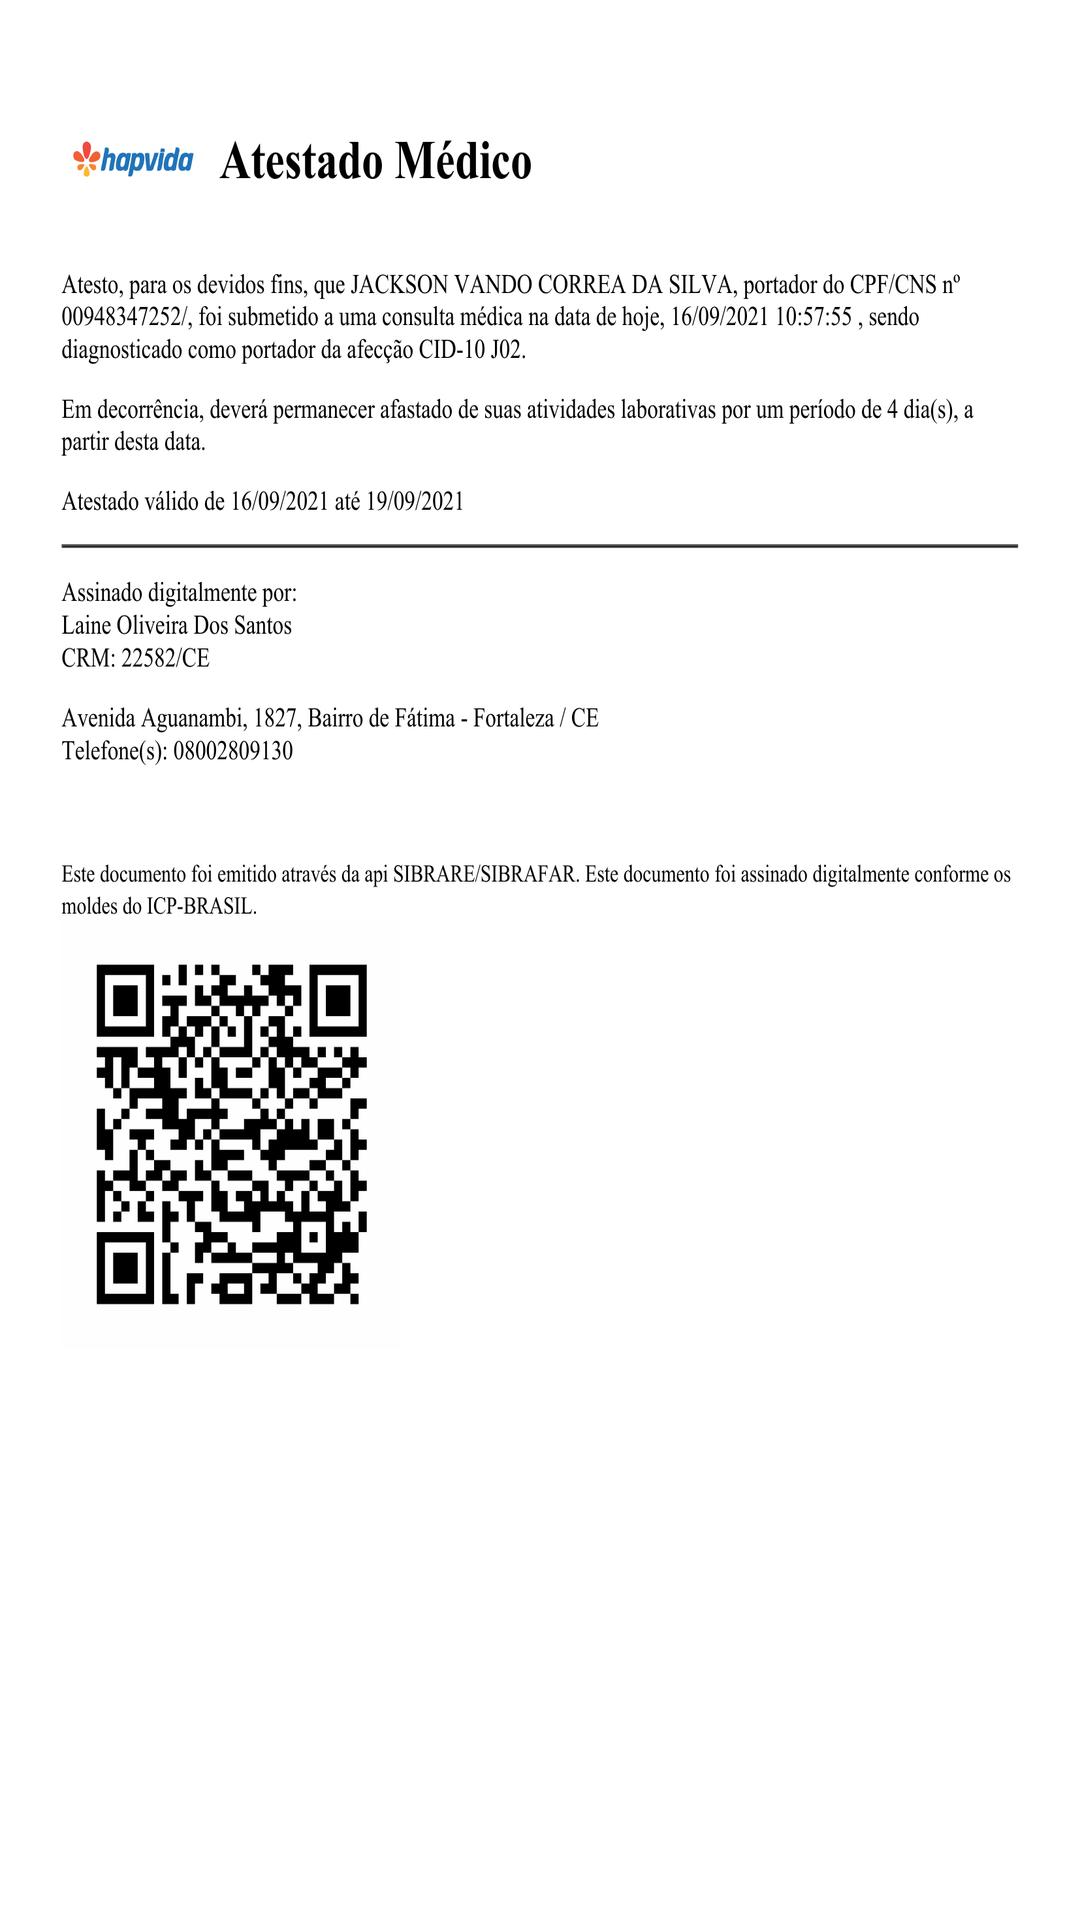 hapvida Atestado Médico
Atesto, para os devidos fins, que JACKSON VANDO CORREA DA SILVA, portador do CPF/CNS nº
00948347252/, foi submetido a uma consulta médica na data de hoje, 16/09/2021 10:57:55 , sendo
diagnosticado como portador da afecção CID-10 J02.
Em decorrência, deverá permanecer afastado de suas atividades laborativas por um período de 4 dia(s), a
partir desta data.
Atestado válido de 16/09/2021 até 19/09/2021
Assinado digitalmente por:
Laine Oliveira Dos Santos
CRM: 22582/CE
Avenida Aguanambi, 1827, Bairro de Fátima - Fortaleza / CE
Telefone(s): 08002809130
Este documento foi emitido através da api SIBRARE/SIBRAFAR. Este documento foi assinado digitalmente conforme os
moldes do ICP-BRASIL.